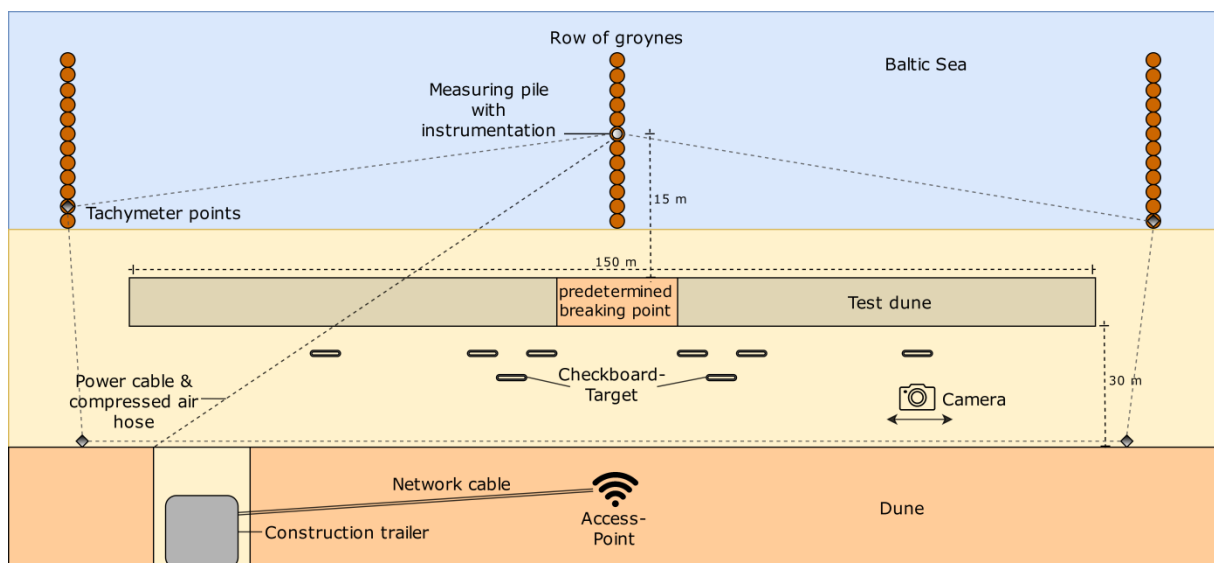 Row of groynes
Baltic Sea
Measuring pile
with
instrumentation
15 m
Tachymeter points
150 m
predetermined
breaking point
Test dune
Power cable &
compressed air
hose
Checkboard-
Target
Camera
30 m
Network cable
Construction trailer
Access-
Point
Dune